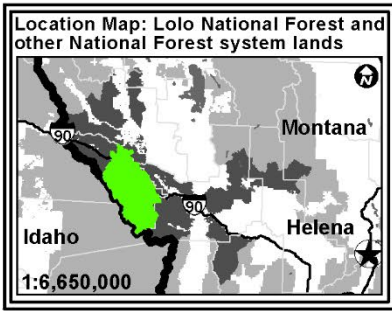 Location Map: Lolo National Forest and
other National Forest system lands
N
90
Montana
90
Helena
Idaho
1:6,650,000